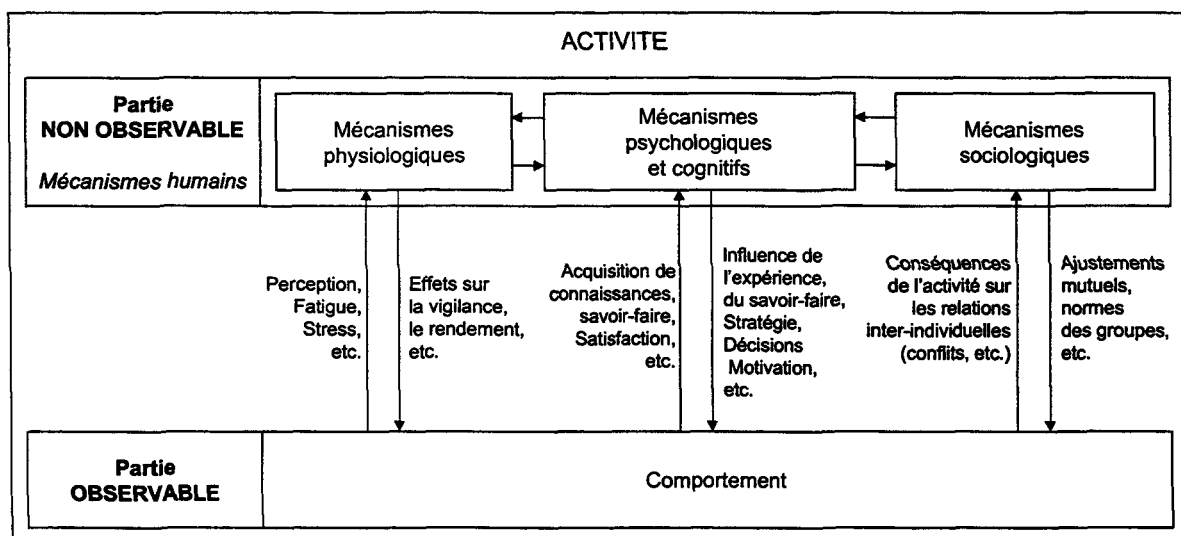 ACTIVITE
Partie
NON OBSERVABLE
Mécanismes humains
Mécanismes
physiologiques
Mécanismes
psychologiques
et cognitifs
Mécanismes
sociologiques
Perception,
Fatigue,
Stress,
etc.
Effets sur
la vigilance,
le rendement,
etc.
Acquisition de
connaissances,
savoir-faire,
Satisfaction,
etc.
Influence de
l'expérience,
du savoir-faire,
Stratégie,
Décisions
Motivation,
etc.
Conséquences
de l'activité sur
les relations
inter-individuelles
(conflits, etc.)
Ajustements
mutuels,
normes
des groupes,
etc.
Partie
OBSERVABLE
Comportement